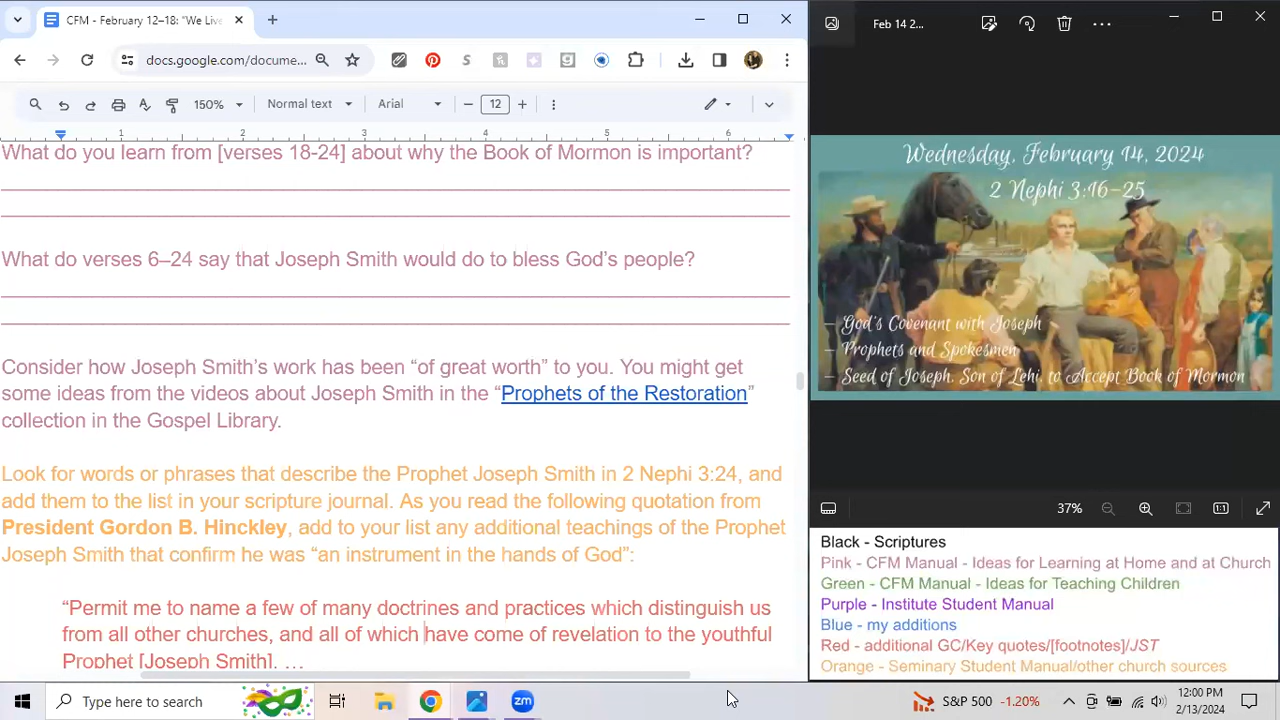 CFM - February 12–18: "We Live
docs.google.com/docume...
150%
Normal text
Arial
12
1 2 3 4 5 6
What do you learn from [verses 18-24] about why the Book of Mormon is important?
What do verses 6–24 say that Joseph Smith would do to bless God's people?
Consider how Joseph Smith's work has been “of great worth” to you. You might get
some ideas from the videos about Joseph Smith in the “Prophets of the Restoration”
collection in the Gospel Library.
Look for words or phrases that describe the Prophet Joseph Smith in 2 Nephi 3:24, and
add them to the list in your scripture journal. As you read the following quotation from
President Gordon B. Hinckley, add to your list any additional teachings of the Prophet
Joseph Smith that confirm he was “an instrument in the hands of God”:
“Permit me to name a few of many doctrines and practices which distinguish us
from all other churches, and all of which have come of revelation to the youthful
Prophet [Joseph Smith]. …
Feb 14 2...
Wednesday, February 14, 2024
2 Nephi 3:16-25
- God's Covenant with Joseph
- Prophets and Spokesmen
- Seed of Joseph, Son of Lehi, to Accept Book of Mormon
37%
1:1
Black - Scriptures
Pink - CFM Manual - Ideas for Learning at Home and at Church
Green - CFM Manual - Ideas for Teaching Children
Purple - Institute Student Manual
Blue - my additions
Red - additional GC/Key quotes/[footnotes]/JST
Orange - Seminary Student Manual/other church sources
Type here to search
zm
S&P 500 -1.20%
12:00 PM
2/13/2024